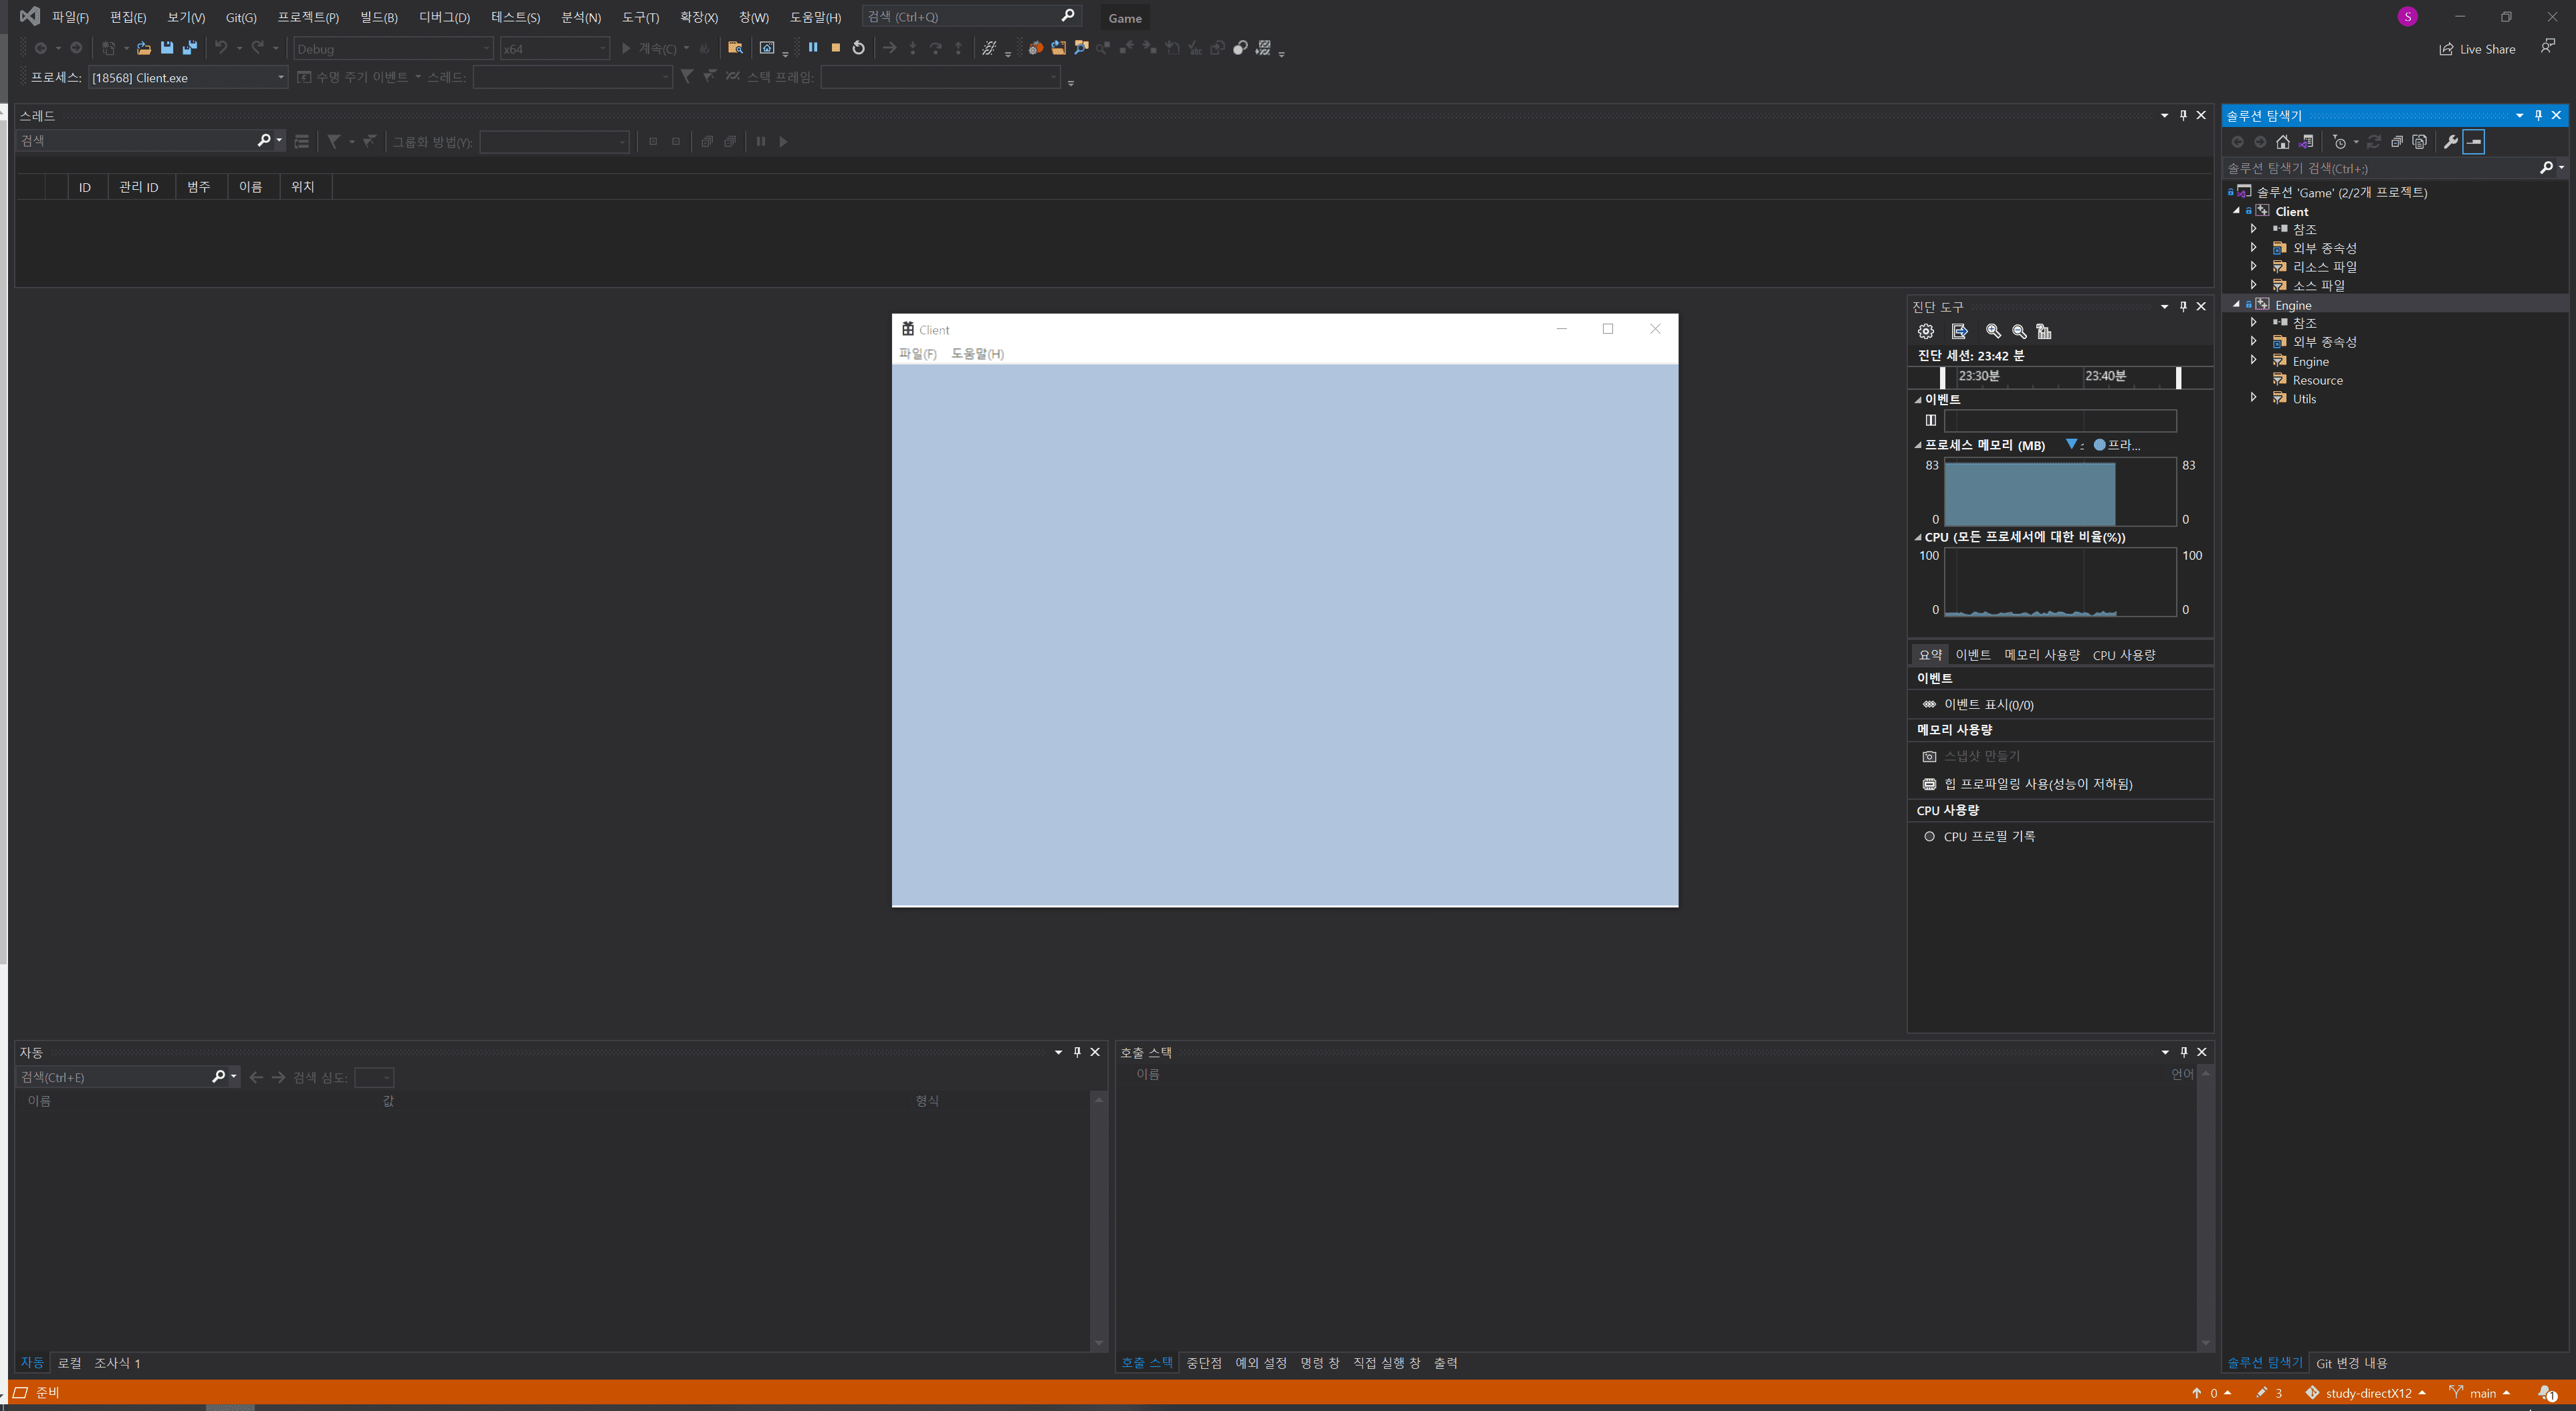 파일(F) 편집(E) 보기(V) Git(G) 프로젝트(P) 빌드(B) 디버그(D) 테스트(S) 분석(N) 도구(T) 확장(X) 창(W) 도움말(H) 검색 (Ctrl+Q) Game S
Debug x64 계속(C) Live Share
프로세스: [18568] Client.exe 수명 주기 이벤트 스레드: 스택 프레임:
스레드
검색 그룹화 방법(Y):
ID 관리 ID 범주 이름 위치
Client
파일(F) 도움말(H)
진단 도구
진단 세션: 23:42 분
23:30분 23:40분
이벤트
프로세스 메모리 (MB) 프라...
83 83
0 0
CPU (모든 프로세서에 대한 비율(%))
100 100
0 0
요약 이벤트 메모리 사용량 CPU 사용량
이벤트
이벤트 표시(0/0)
메모리 사용량
스냅샷 만들기
힙 프로파일링 사용(성능이 저하됨)
CPU 사용량
CPU 프로필 기록
솔루션 탐색기
솔루션 탐색기 검색(Ctrl+;)
솔루션 'Game' (2/2개 프로젝트)
Client
참조
외부 종속성
리소스 파일
소스 파일
Engine
참조
외부 종속성
Engine
Resource
Utils
자동
검색(Ctrl+E) 검색 심도:
이름 값 형식
자동 로컬 조사식 1
호출 스택
이름 언어
호출 스택 중단점 예외 설정 명령 창 직접 실행 창 출력
솔루션 탐색기 Git 변경 내용
준비 0 3 study-directX12 main 1